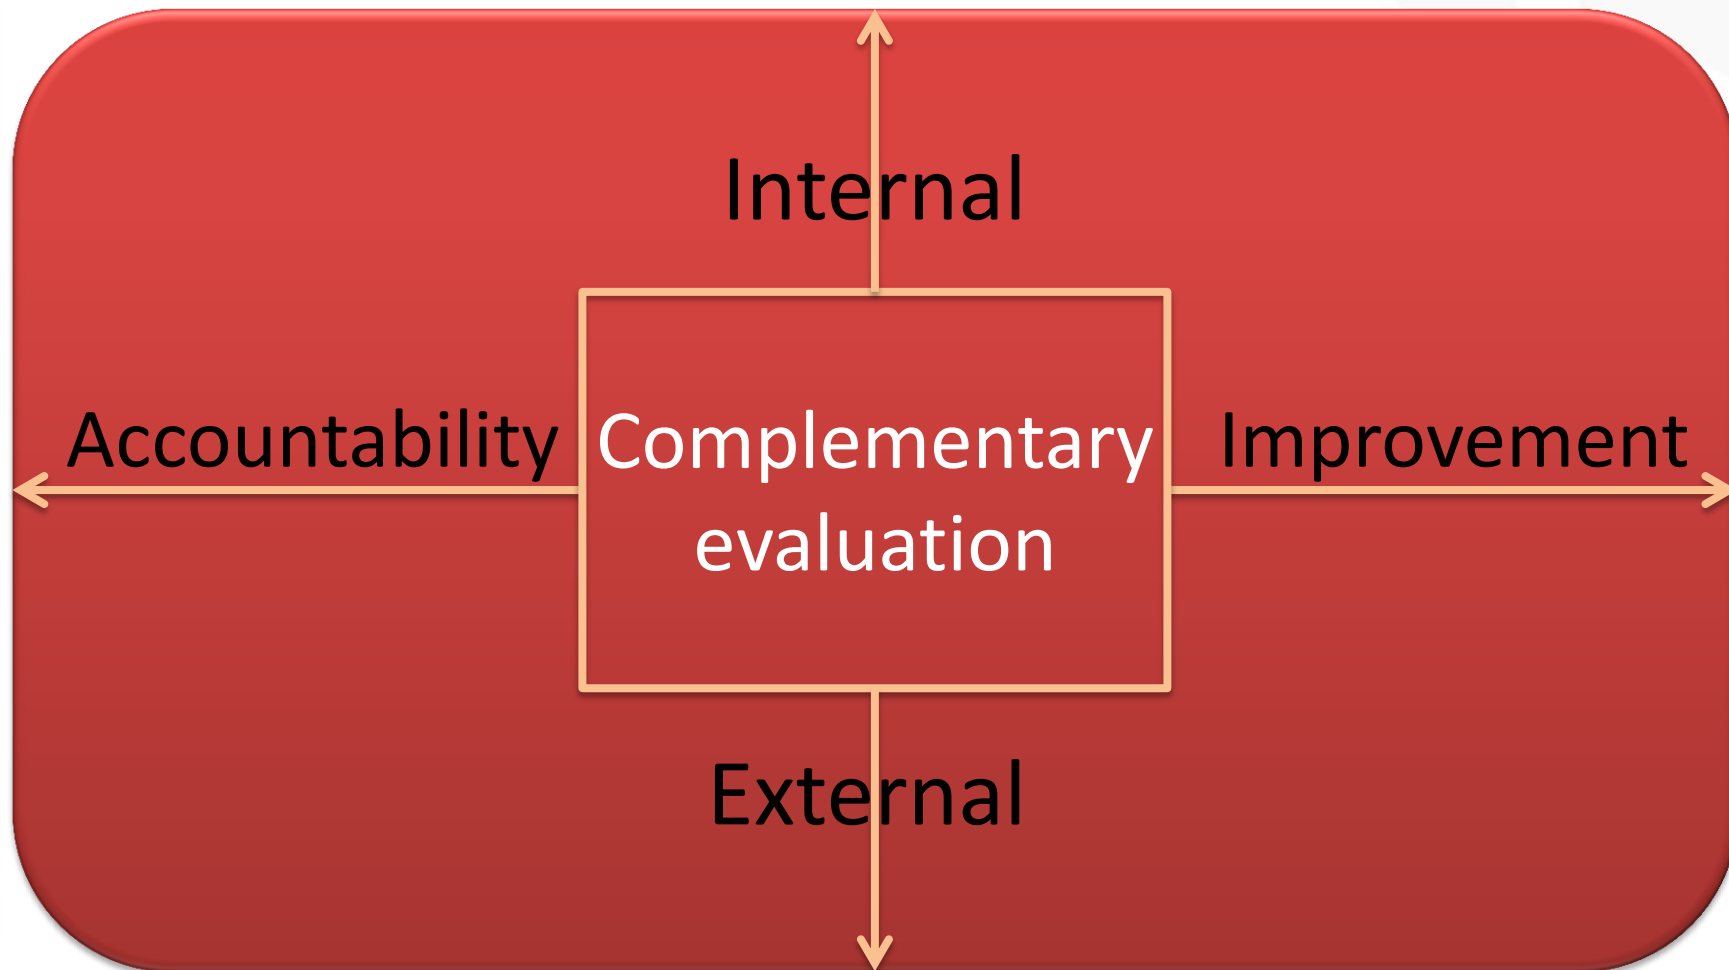 Internal
Accountability
Complementary
evaluation
Improvement
External